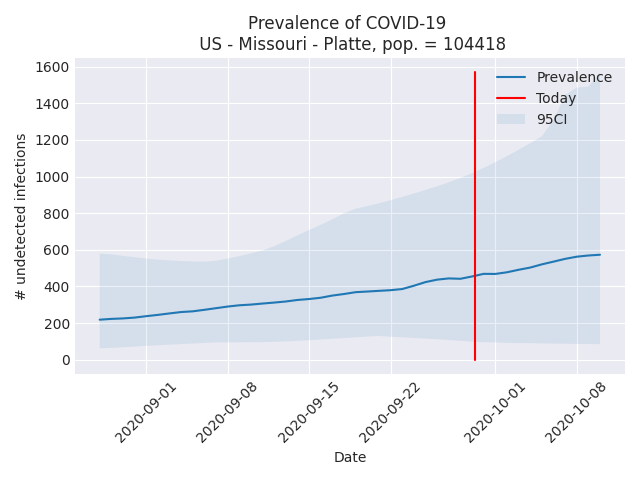 Prevalence of COVID-19
US - Missouri - Platte, pop. = 104418
Prevalence
Today
95CI
1600
1400
1200
1000
800
600
400
200
0
# undetected infections
2020-09-01
2020-09-08
2020-09-15
2020-09-22
2020-10-01
2020-10-08
Date